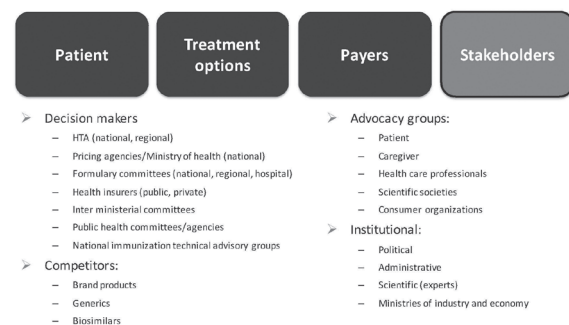 Patient
Treatment
options
Payers
Stakeholders
➢ Decision makers
– HTA (national, regional)
– Pricing agencies/Ministry of health (national)
– Formulary committees (national, regional, hospital)
– Health insurers (public, private)
– Inter ministerial committees
– Public health committees/agencies
– National immunization technical advisory groups
➢ Competitors:
– Brand products
– Generics
– Biosimilars
➢ Advocacy groups:
– Patient
– Caregiver
– Health care professionals
– Scientific societies
– Consumer organizations
➢ Institutional:
– Political
– Administrative
– Scientific (experts)
– Ministries of industry and economy